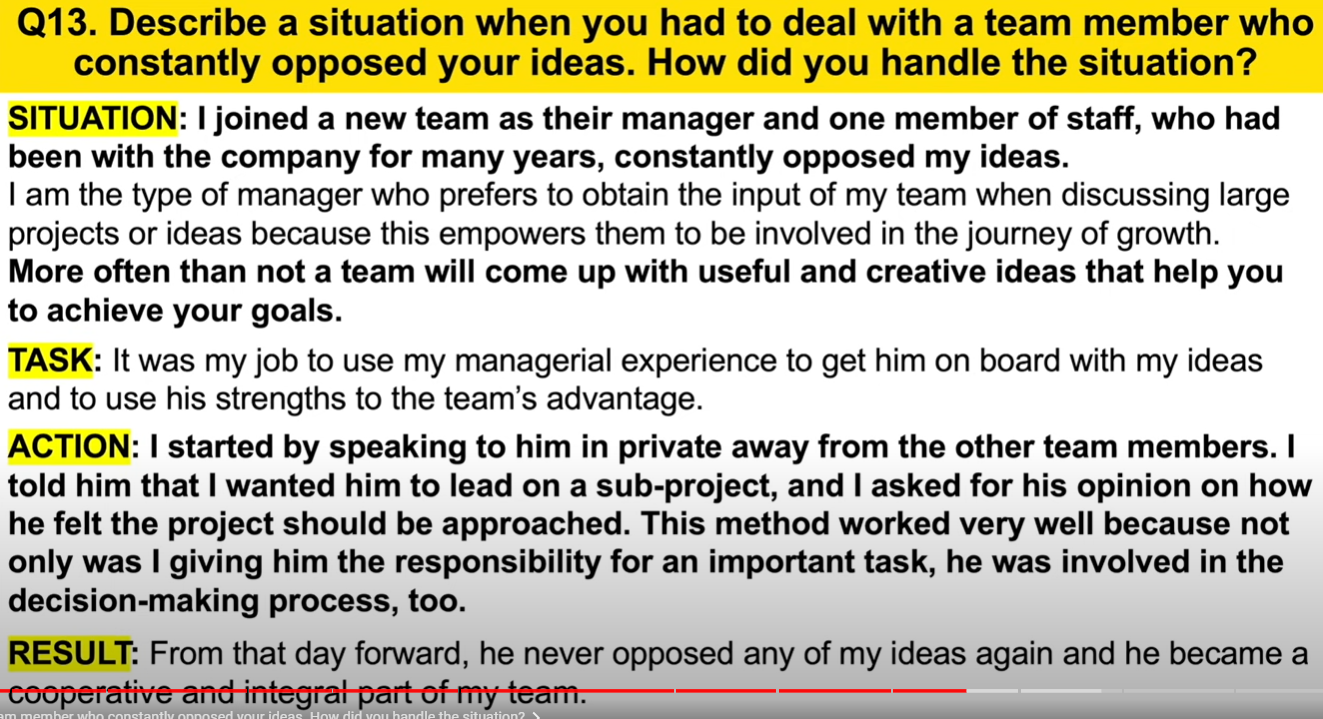 Q13. Describe a situation when you had to deal with a team member who
constantly opposed your ideas. How did you handle the situation?
SITUATION: I joined a new team as their manager and one member of staff, who had
been with the company for many years, constantly opposed my ideas.
I am the type of manager who prefers to obtain the input of my team when discussing large
projects or ideas because this empowers them to be involved in the journey of growth.
More often than not a team will come up with useful and creative ideas that help you
to achieve your goals.
TASK: It was my job to use my managerial experience to get him on board with my ideas
and to use his strengths to the team’s advantage.
ACTION: I started by speaking to him in private away from the other team members. I
told him that I wanted him to lead on a sub-project, and I asked for his opinion on how
he felt the project should be approached. This method worked very well because not
only was I giving him the responsibility for an important task, he was involved in the
decision-making process, too.
RESULT: From that day forward, he never opposed any of my ideas again and he became a
cooperative and integral part of my team.
am member who constantly opposed your ideas. How did you handle the situation?